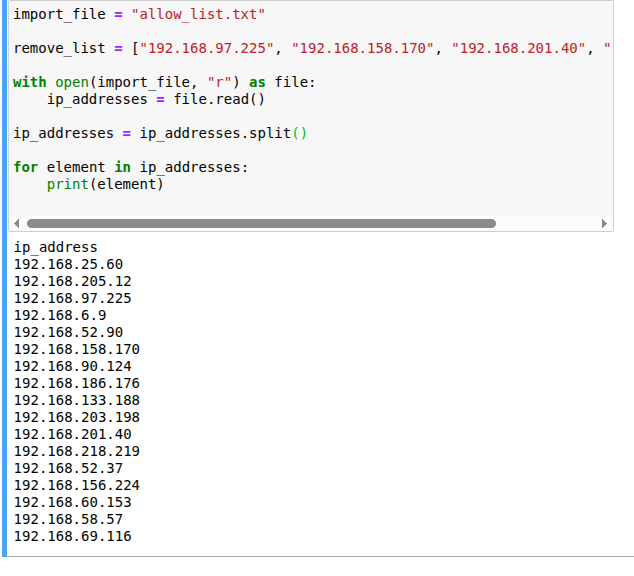 import_file = "allow_list.txt"
remove_list = ["192.168.97.225", "192.168.158.170", "192.168.201.40", "
with open(import_file, "r") as file:
    ip_addresses = file.read()
ip_addresses = ip_addresses.split()
for element in ip_addresses:
    print(element)
ip_address
192.168.25.60
192.168.205.12
192.168.97.225
192.168.6.9
192.168.52.90
192.168.158.170
192.168.90.124
192.168.186.176
192.168.133.188
192.168.203.198
192.168.201.40
192.168.218.219
192.168.52.37
192.168.156.224
192.168.60.153
192.168.58.57
192.168.69.116